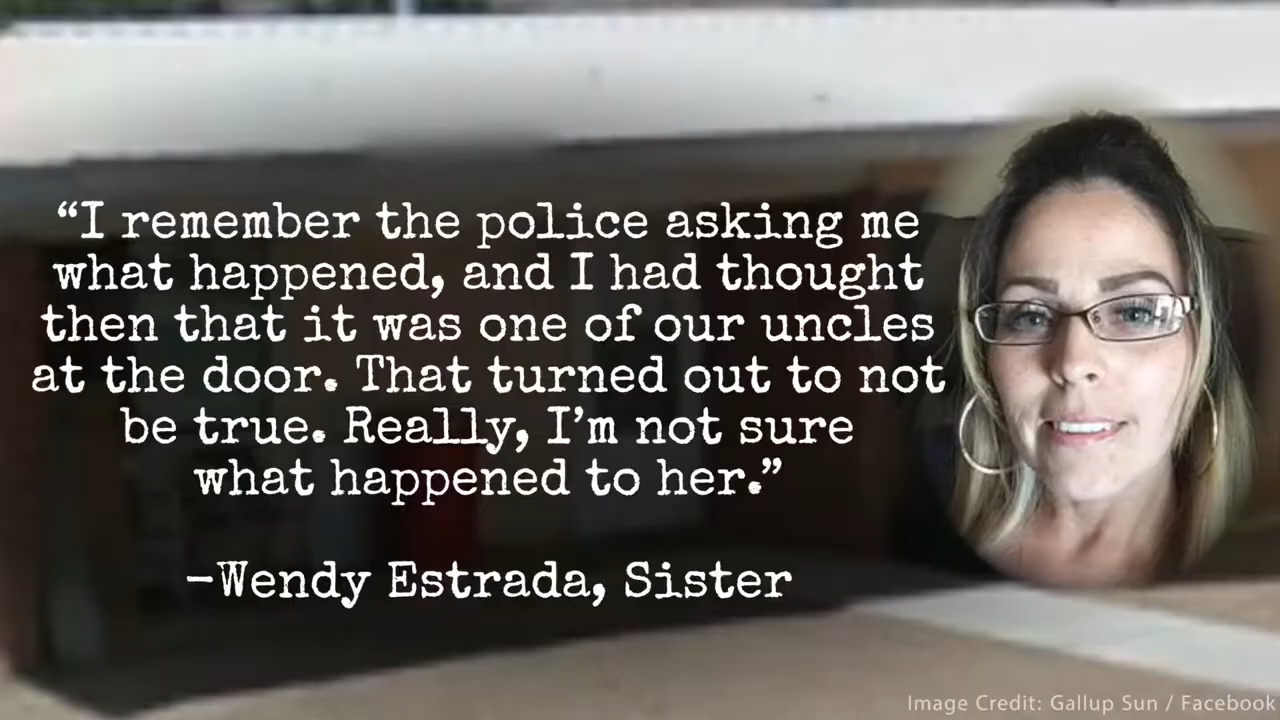 “I remember the police asking me
what happened, and I had thought
then that it was one of our uncles
at the door. That turned out to not
be true. Really, I’m not sure
what happened to her.”
–Wendy Estrada, Sister
Image Credit: Gallup Sun / Facebook